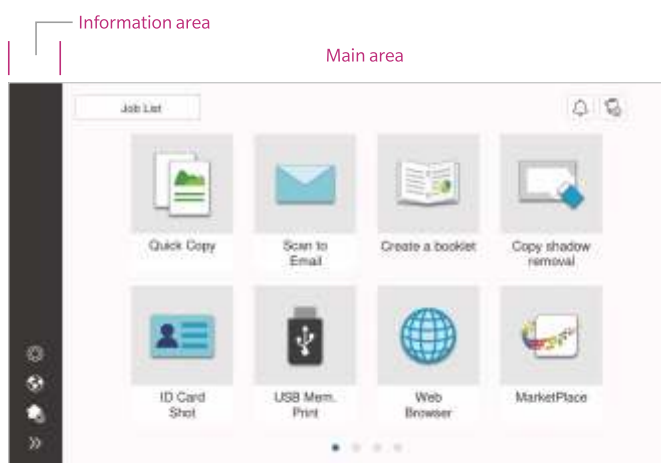 Information area
Main area
Job List
Quick Copy
Scan to
Email
Create a booklet
Copy shadow
removal
ID Card
Shot
USB Mem.
Print
Web
Browser
MarketPlace